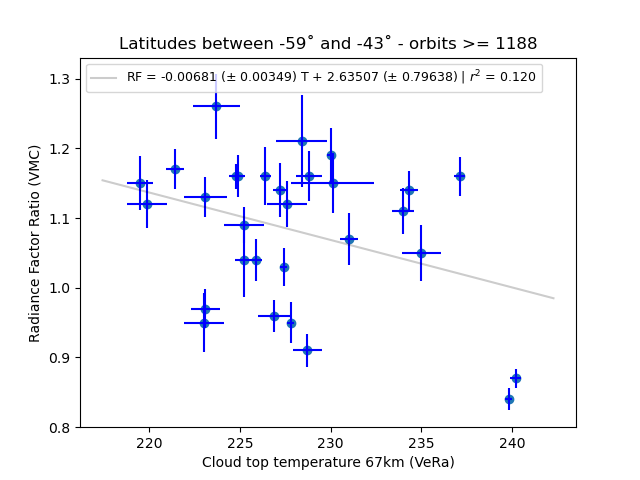 Latitudes between -59˚ and -43˚ - orbits >= 1188
RF = -0.00681 (± 0.00349) T + 2.63507 (± 0.79638) | r² = 0.120
1.3
1.2
1.1
1.0
0.9
0.8
Radiance Factor Ratio (VMC)
220
225
230
235
240
Cloud top temperature 67km (VeRa)